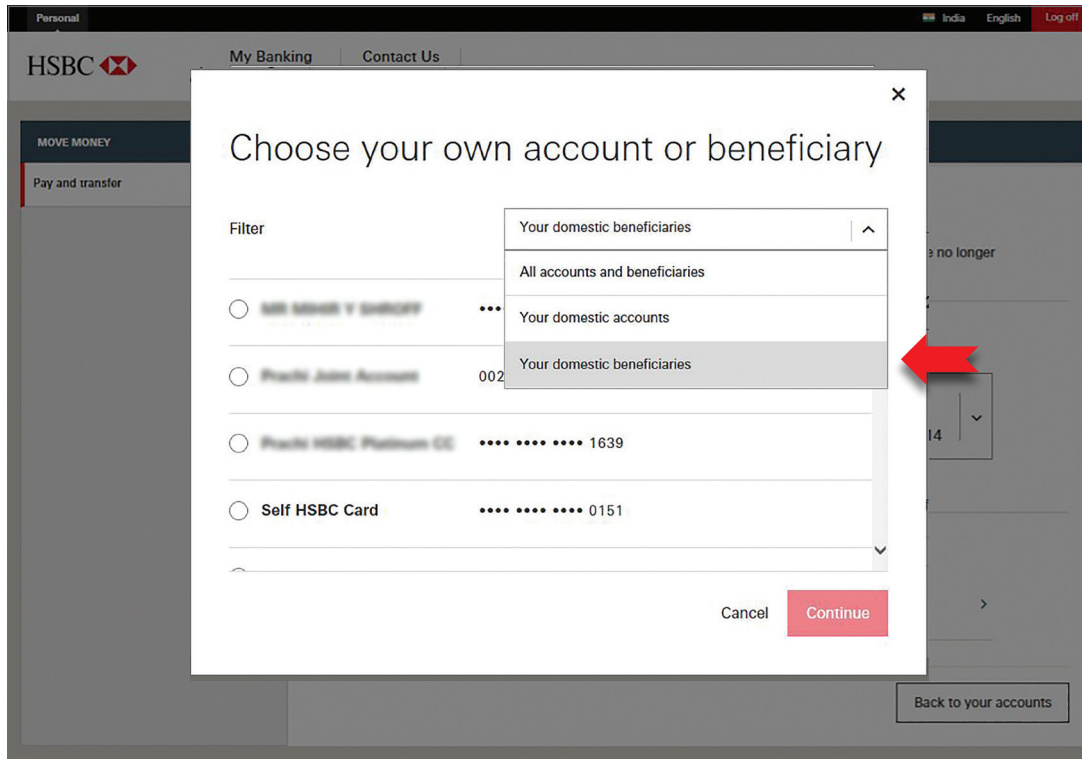 Personal
India English Log off
HSBC
My Banking Contact Us
MOVE MONEY
Pay and transfer
Choose your own account or beneficiary
Filter
Your domestic beneficiaries
All accounts and beneficiaries
Your domestic accounts
Your domestic beneficiaries
e no longer
••••
002
•••• •••• •••• 1639
Self HSBC Card •••• •••• •••• 0151
14
Cancel Continue
Back to your accounts